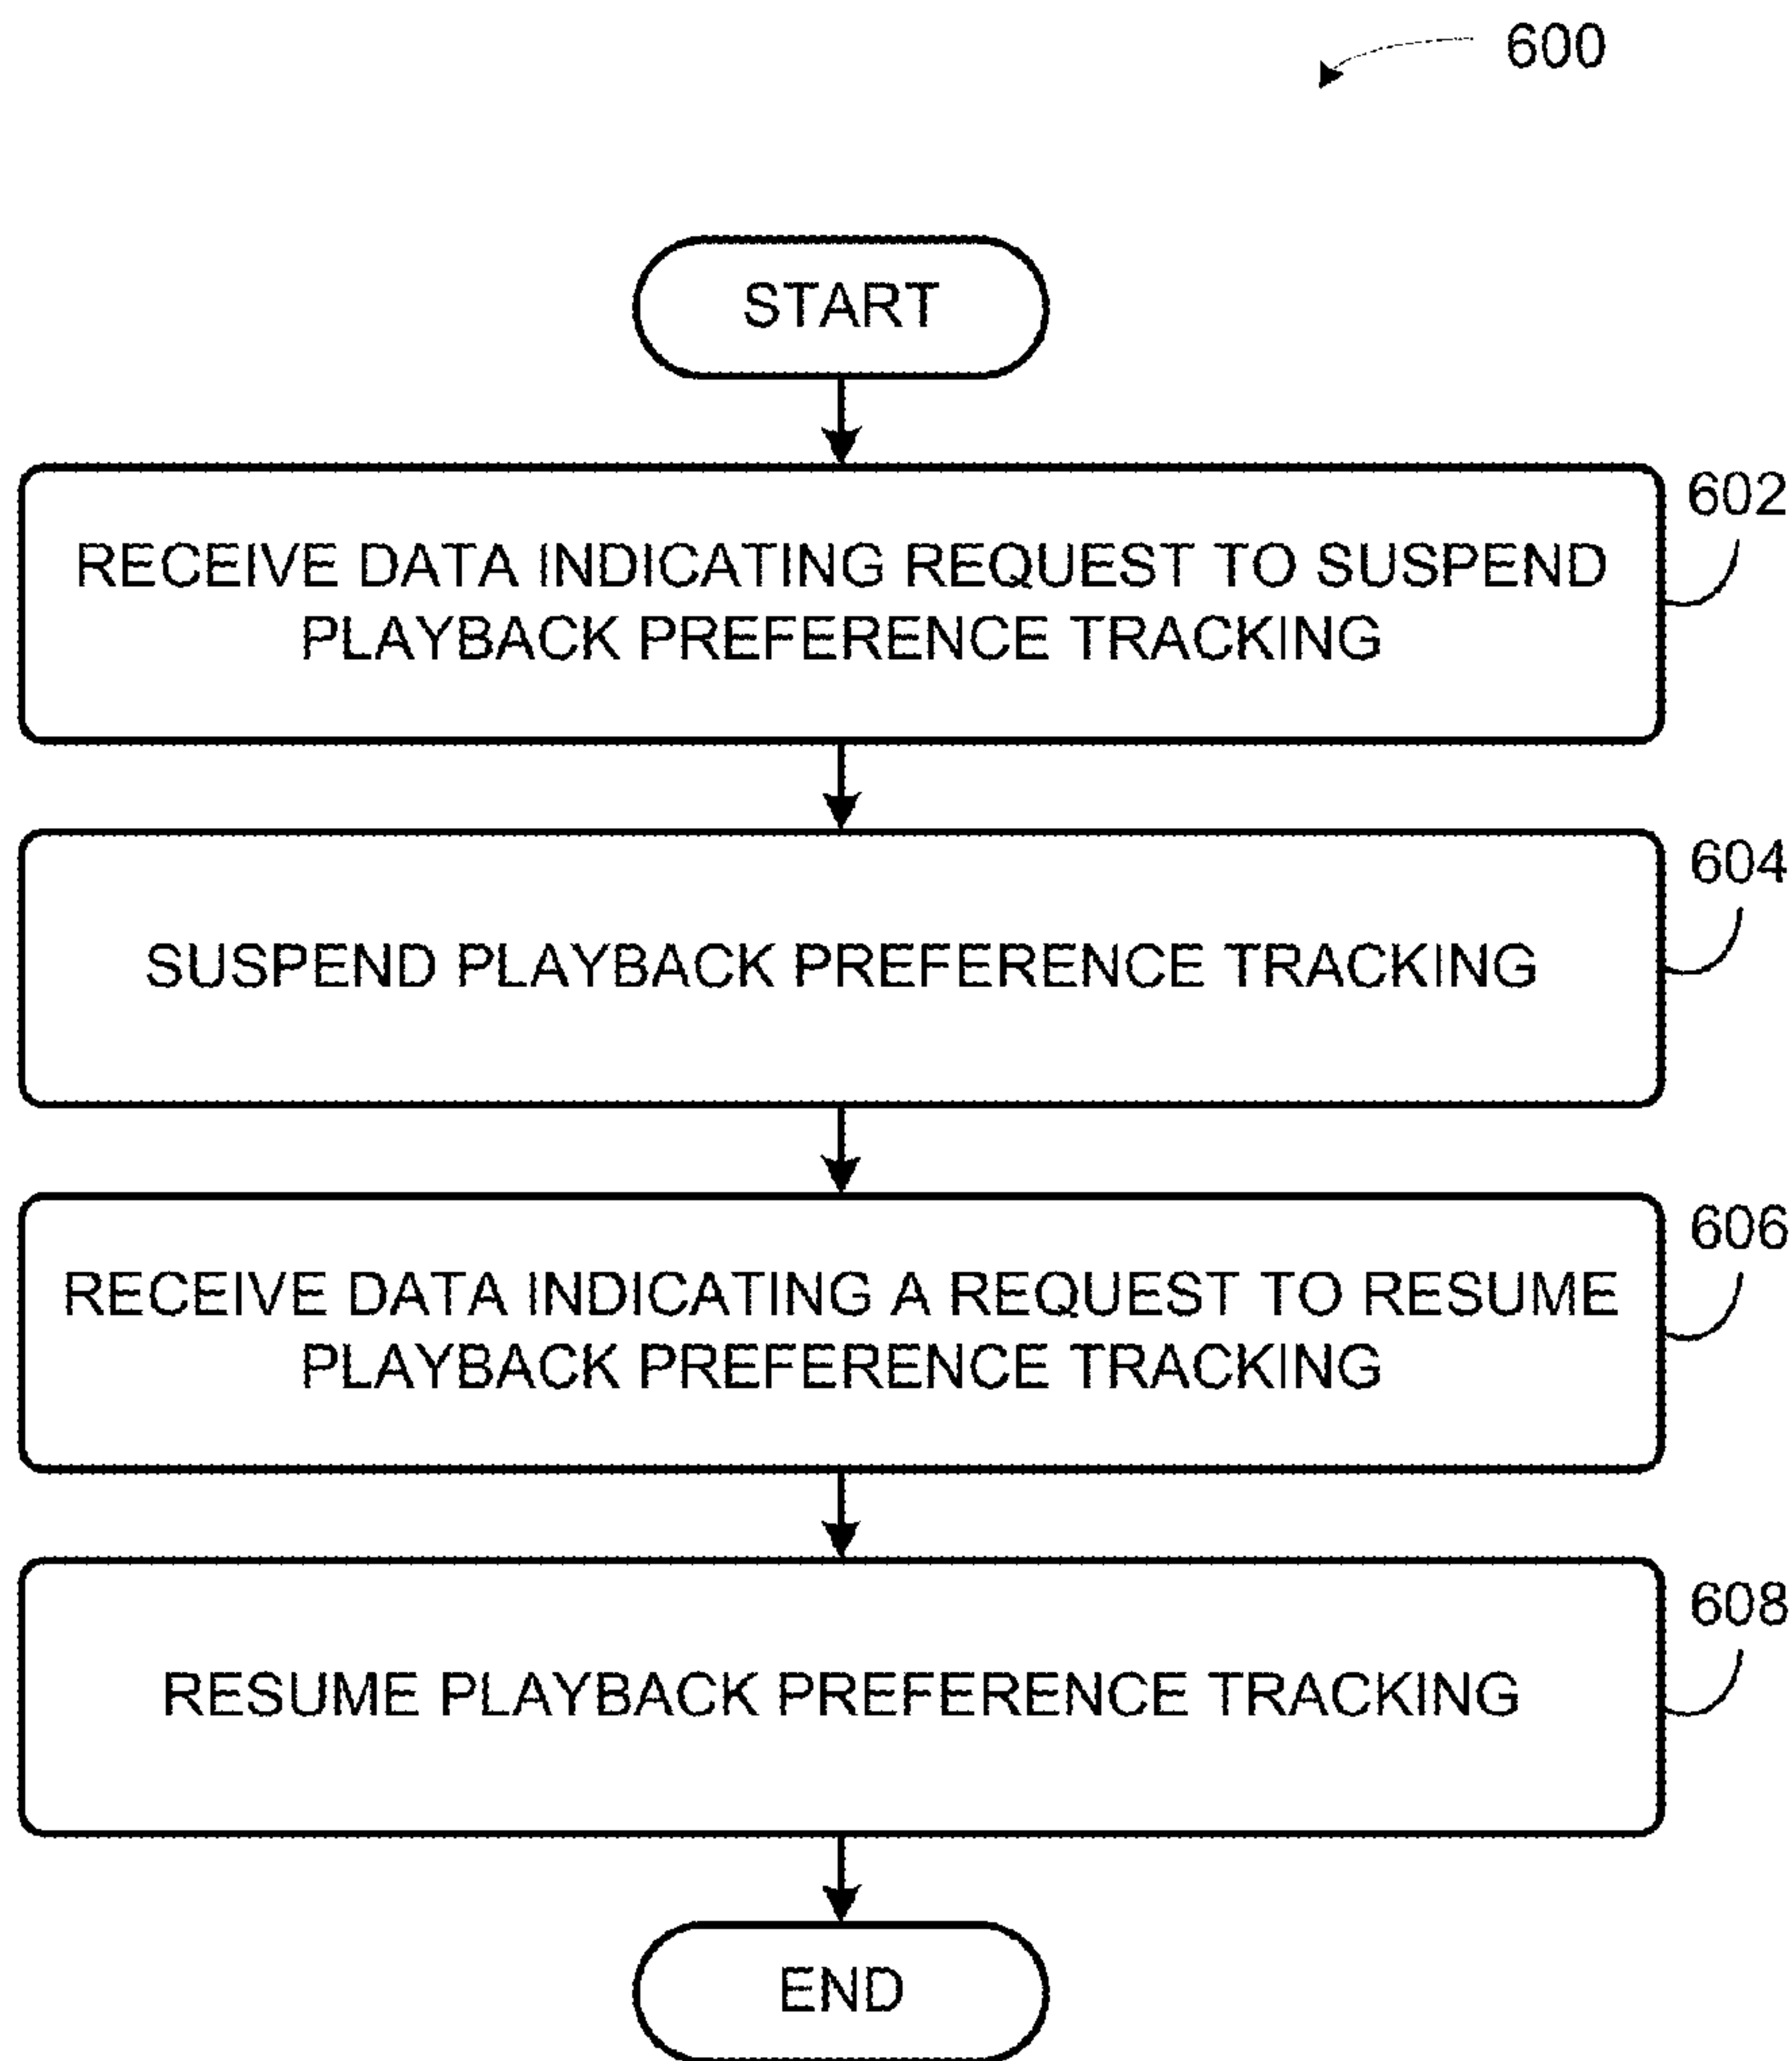 600
START
602
RECEIVE DATA INDICATING REQUEST TO SUSPEND
PLAYBACK PREFERENCE TRACKING
604
SUSPEND PLAYBACK PREFERENCE TRACKING
606
RECEIVE DATA INDICATING A REQUEST TO RESUME
PLAYBACK PREFERENCE TRACKING
608
RESUME PLAYBACK PREFERENCE TRACKING
END